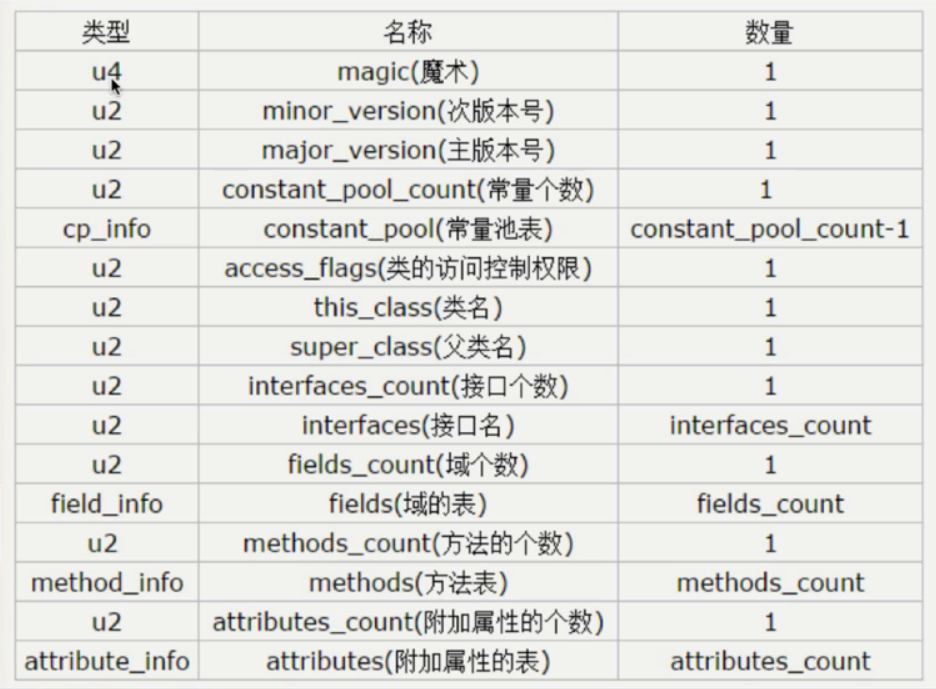 类型 名称 数量
u4 magic(魔术) 1
u2 minor_version(次版本号) 1
u2 major_version(主版本号) 1
u2 constant_pool_count(常量个数) 1
cp_info constant_pool(常量池表) constant_pool_count-1
u2 access_flags(类的访问控制权限) 1
u2 this_class(类名) 1
u2 super_class(父类名) 1
u2 interfaces_count(接口个数) 1
u2 interfaces(接口名) interfaces_count
u2 fields_count(域个数) 1
field_info fields(域的表) fields_count
u2 methods_count(方法的个数) 1
method_info methods(方法表) methods_count
u2 attributes_count(附加属性的个数) 1
attribute_info attributes(附加属性的表) attributes_count